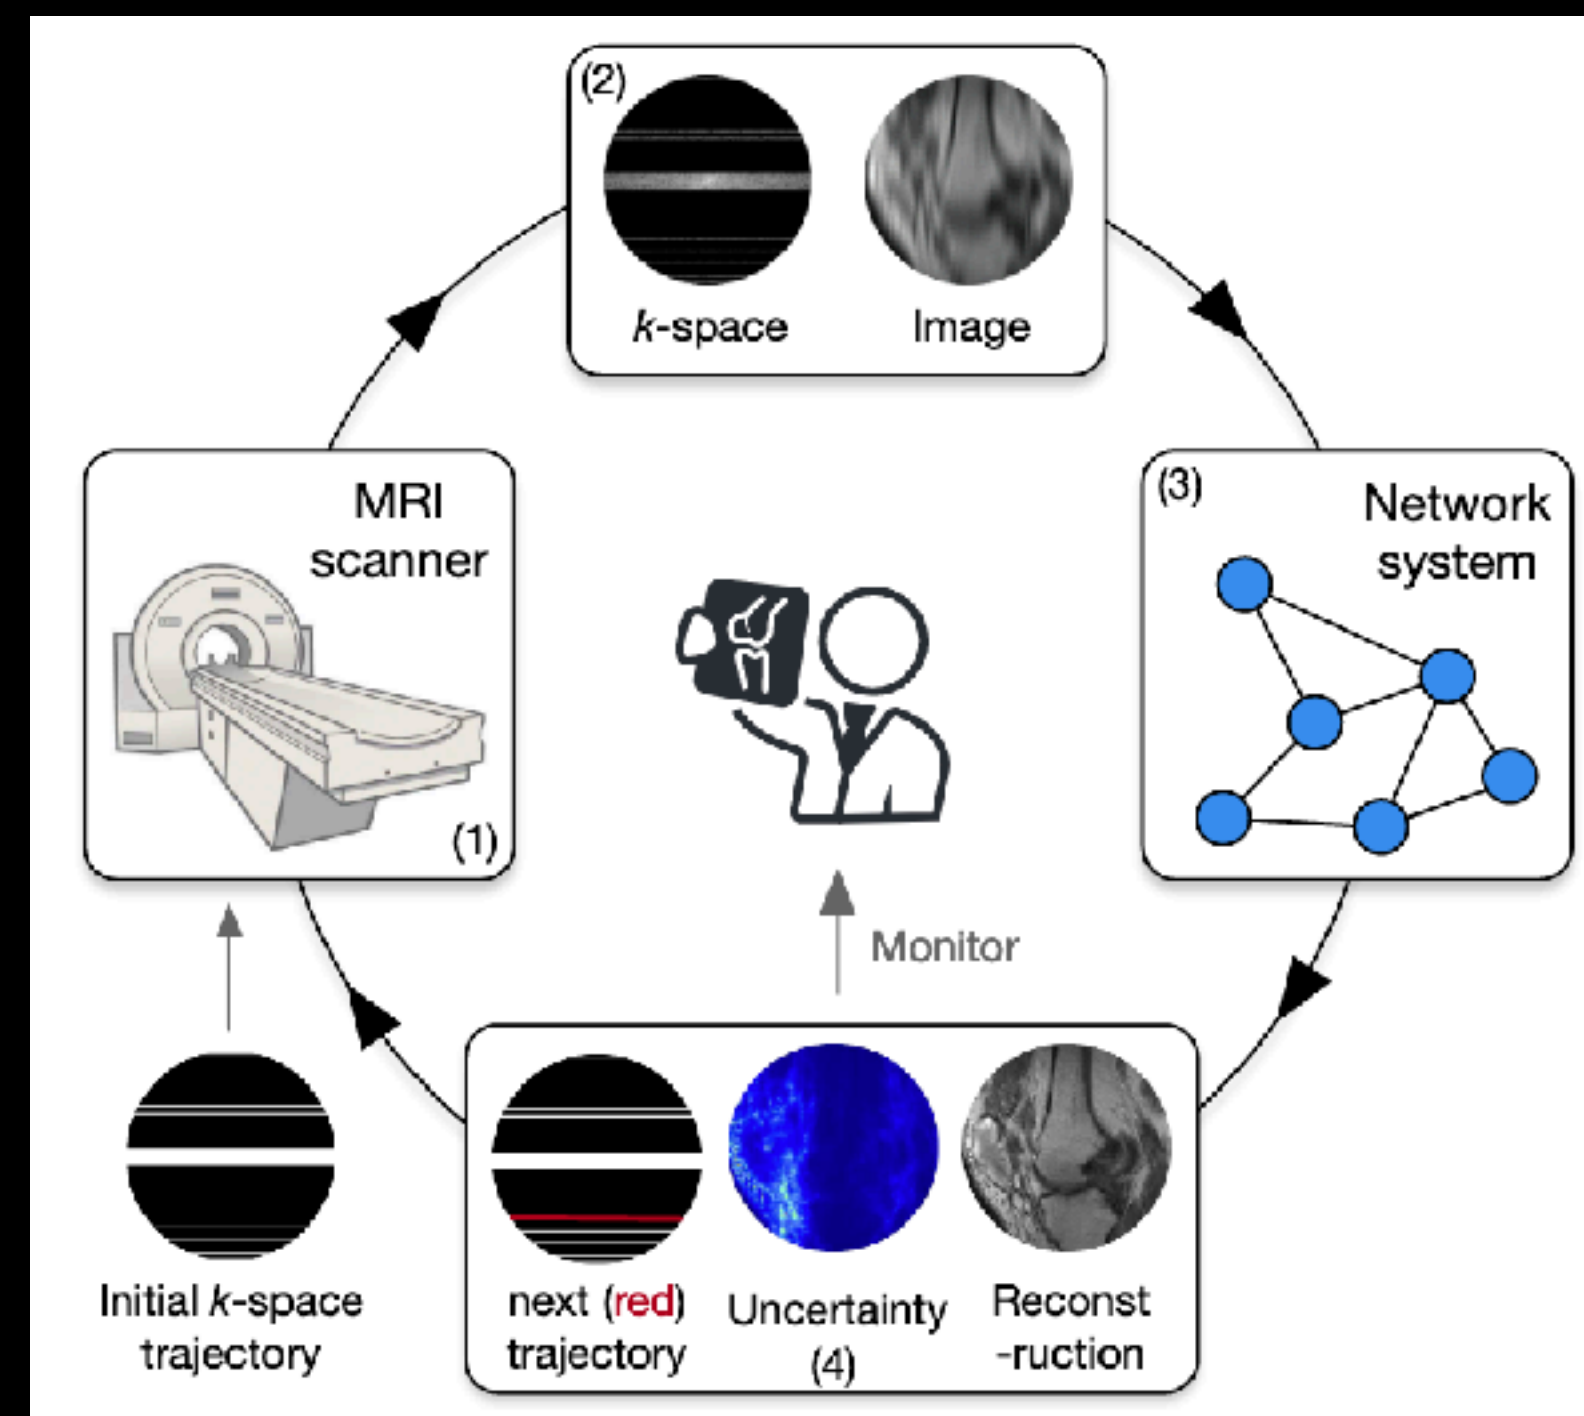 (2)
k-space
Image
MRI
scanner
(1)
(3)
Network
system
Monitor
Initial k-space
trajectory
next (red)
trajectory
Uncertainty
(4)
Reconst
-ruction